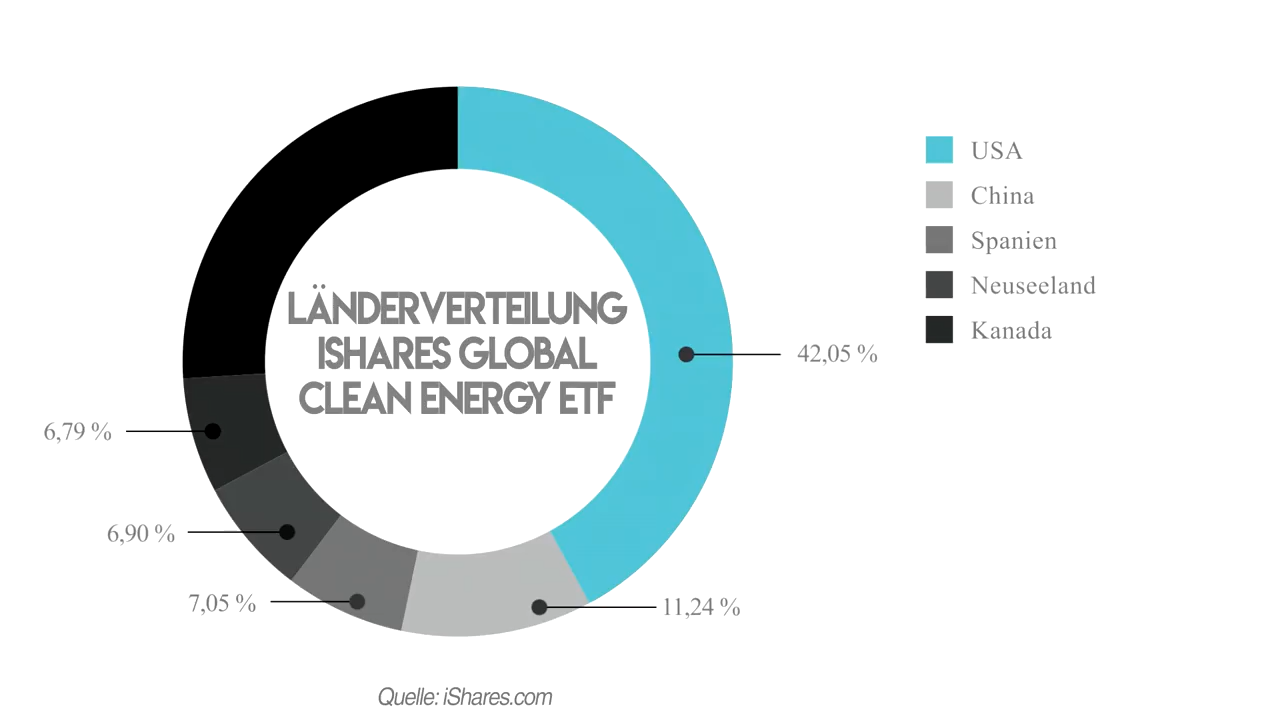 LÄNDERVERTEILUNG
ISHARES GLOBAL
CLEAN ENERGY ETF
USA
China
Spanien
Neuseeland
Kanada
42,05 %
11,24 %
7,05 %
6,90 %
6,79 %
Quelle: iShares.com